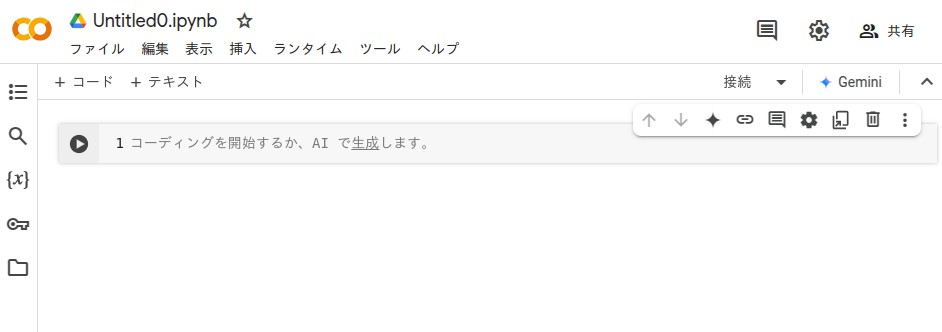 Untitled0.ipynb
ファイル 編集 表示 挿入 ランタイム ツール ヘルプ
共有
+ コード + テキスト
接続
Gemini
1 コーディングを開始するか、AI で生成します。
{x}